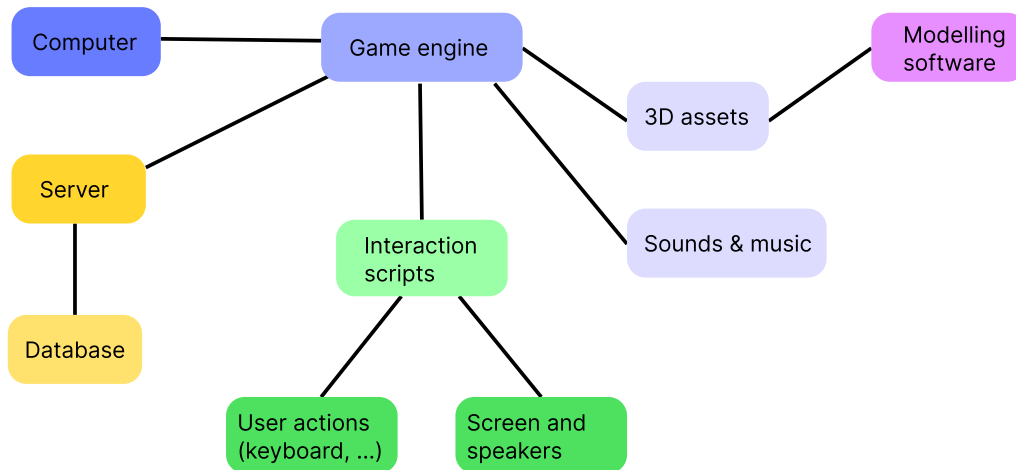 Computer
Game engine
Modelling
software
3D assets
Server
Sounds & music
Interaction
scripts
Database
User actions
(keyboard, ...)
Screen and
speakers